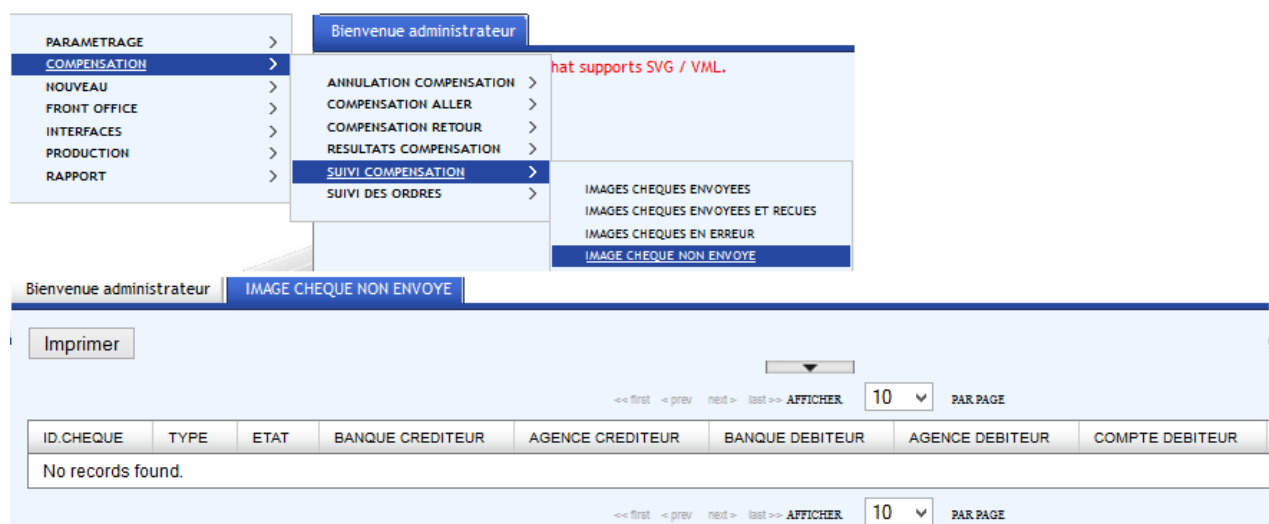 Bienvenue administrateur
PARAMETRAGE >
COMPENSATION >
hat supports SVG / VML.
NOUVEAU >
ANNULATION COMPENSATION >
FRONT OFFICE >
COMPENSATION ALLER >
INTERFACES >
COMPENSATION RETOUR >
PRODUCTION >
RESULTATS COMPENSATION >
RAPPORT >
SUIVI COMPENSATION >
SUIVI DES ORDRES >
IMAGES CHEQUES ENVOYEES
IMAGES CHEQUES ENVOYEES ET RECUES
IMAGES CHEQUES EN ERREUR
IMAGE CHEQUE NON ENVOYE
Bienvenue administrateur IMAGE CHEQUE NON ENVOYE
Imprimer
<< first < prev next > last >> AFFICHER 10 PAR PAGE
ID.CHEQUE TYPE ETAT BANQUE CREDITEUR AGENCE CREDITEUR BANQUE DEBITEUR AGENCE DEBITEUR COMPTE DEBITEUR
No records found.
<< first < prev next > last >> AFFICHER 10 PAR PAGE